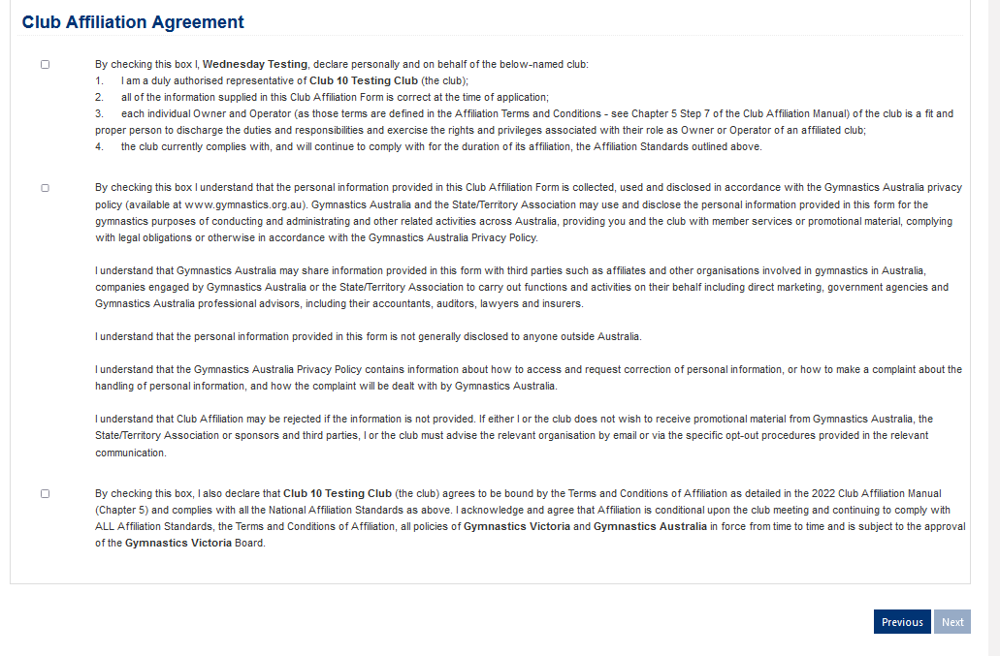 Club Affiliation Agreement
By checking this box I, Wednesday Testing, declare personally and on behalf of the below-named club:
1. I am a duly authorised representative of Club 10 Testing Club (the club);
2. all of the information supplied in this Club Affiliation Form is correct at the time of application;
3. each individual Owner and Operator (as those terms are defined in the Affiliation Terms and Conditions - see Chapter 5 Step 7 of the Club Affiliation Manual) of the club is a fit and
proper person to discharge the duties and responsibilities and exercise the rights and privileges associated with their role as Owner or Operator of an affiliated club;
4. the club currently complies with, and will continue to comply with for the duration of its affiliation, the Affiliation Standards outlined above.
By checking this box I understand that the personal information provided in this Club Affiliation Form is collected, used and disclosed in accordance with the Gymnastics Australia privacy
policy (available at www.gymnastics.org.au). Gymnastics Australia and the State/Territory Association may use and disclose the personal information provided in this form for the
gymnastics purposes of conducting and administrating and other related activities across Australia, providing you and the club with member services or promotional material, complying
with legal obligations or otherwise in accordance with the Gymnastics Australia Privacy Policy.
I understand that Gymnastics Australia may share information provided in this form with third parties such as affiliates and other organisations involved in gymnastics in Australia,
companies engaged by Gymnastics Australia or the State/Territory Association to carry out functions and activities on their behalf including direct marketing, government agencies and
Gymnastics Australia professional advisors, including their accountants, auditors, lawyers and insurers.
I understand that the personal information provided in this form is not generally disclosed to anyone outside Australia.
I understand that the Gymnastics Australia Privacy Policy contains information about how to access and request correction of personal information, or how to make a complaint about the
handling of personal information, and how the complaint will be dealt with by Gymnastics Australia.
I understand that Club Affiliation may be rejected if the information is not provided. If either I or the club does not wish to receive promotional material from Gymnastics Australia, the
State/Territory Association or sponsors and third parties, I or the club must advise the relevant organisation by email or via the specific opt-out procedures provided in the relevant
communication.
By checking this box, I also declare that Club 10 Testing Club (the club) agrees to be bound by the Terms and Conditions of Affiliation as detailed in the 2022 Club Affiliation Manual
(Chapter 5) and complies with all the National Affiliation Standards as above. I acknowledge and agree that Affiliation is conditional upon the club meeting and continuing to comply with
ALL Affiliation Standards, the Terms and Conditions of Affiliation, all policies of Gymnastics Victoria and Gymnastics Australia in force from time to time and is subject to the approval
of the Gymnastics Victoria Board.
Previous
Next